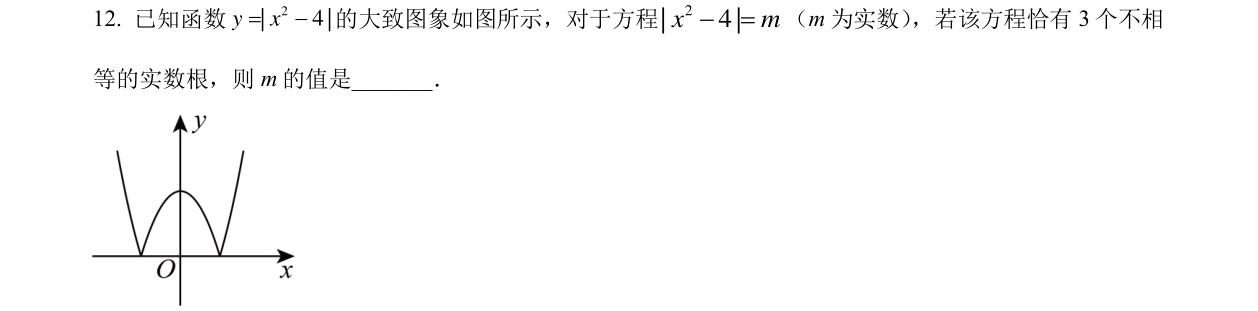 12. 已知函数 y=|x²－4|的大致图象如图所示，对于方程|x²－4|=m（m 为实数），若该方程恰有 3 个不相
等的实数根，则 m 的值是_______．
y
O
x